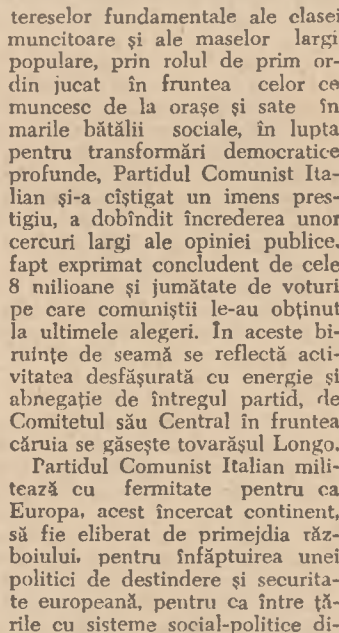 tereselor fundamentale ale clasei
muncitoare și ale maselor largi
populare, prin rolul de prim or-
din jucat în fruntea celor ce
muncesc de la orașe și sate în
marile bătălii sociale, în lupta
pentru transformări democratice
profunde, Partidul Comunist Ita-
lian și-a cîștigat un imens pres-
tigiu, a dobîndit încrederea unor
cercuri largi ale opiniei publice,
fapt exprimat concludent de cele
8 milioane și jumătate de voturi
pe care comuniștii le-au obținut
la ultimele alegeri. În aceste bi-
ruințe de seamă se reflectă acti-
vitatea desfășurată cu energie și
abnegație de întregul partid, de
Comitetul său Central în fruntea
căruia se găsește tovarășul Longo.
Partidul Comunist Italian mili-
tează cu fermitate pentru ca
Europa, acest încercat continent,
să fie eliberat de primejdia răz-
boiului, pentru înfăptuirea unei
politici de destindere și securita-
te europeană, pentru ca între ță-
rile cu sisteme social-politice di-